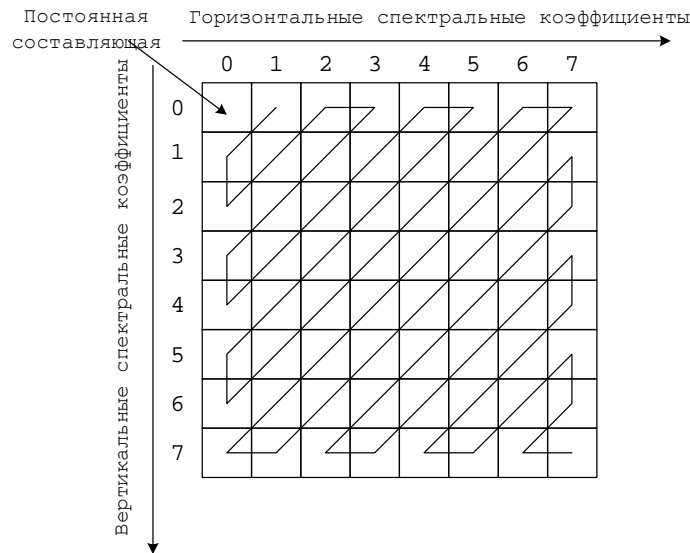 Постоянная
составляющая
Горизонтальные спектральные коэффициенты
0 1 2 3 4 5 6 7
Вертикальные спектральные коэффициенты
0
1
2
3
4
5
6
7